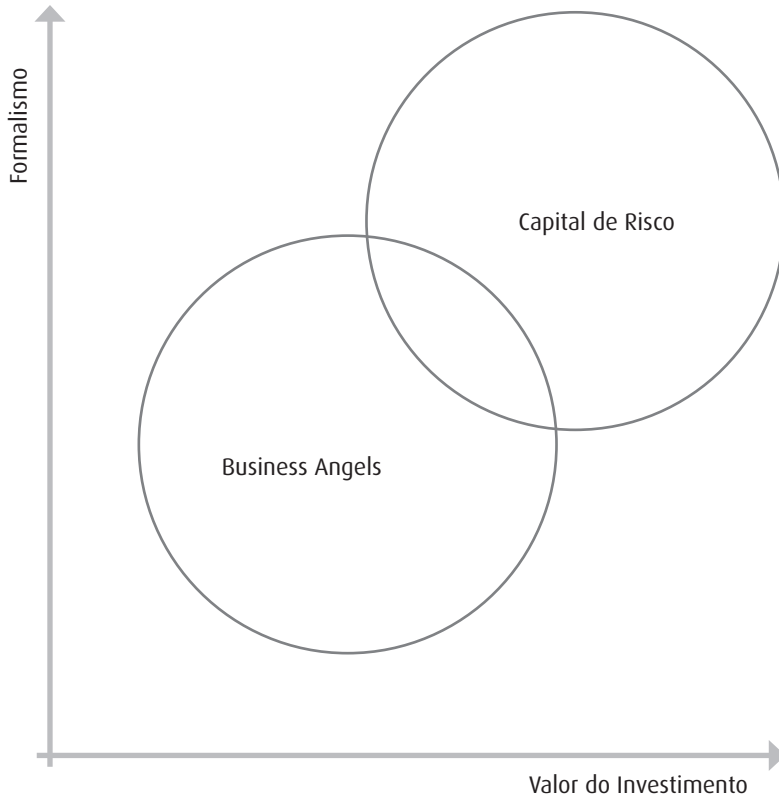 Formalismo
Capital de Risco
Business Angels
Valor do Investimento